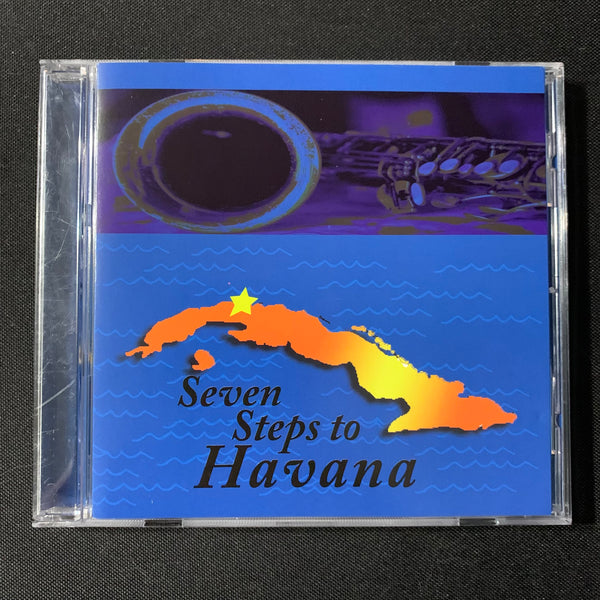 Seven
Steps to
Havana